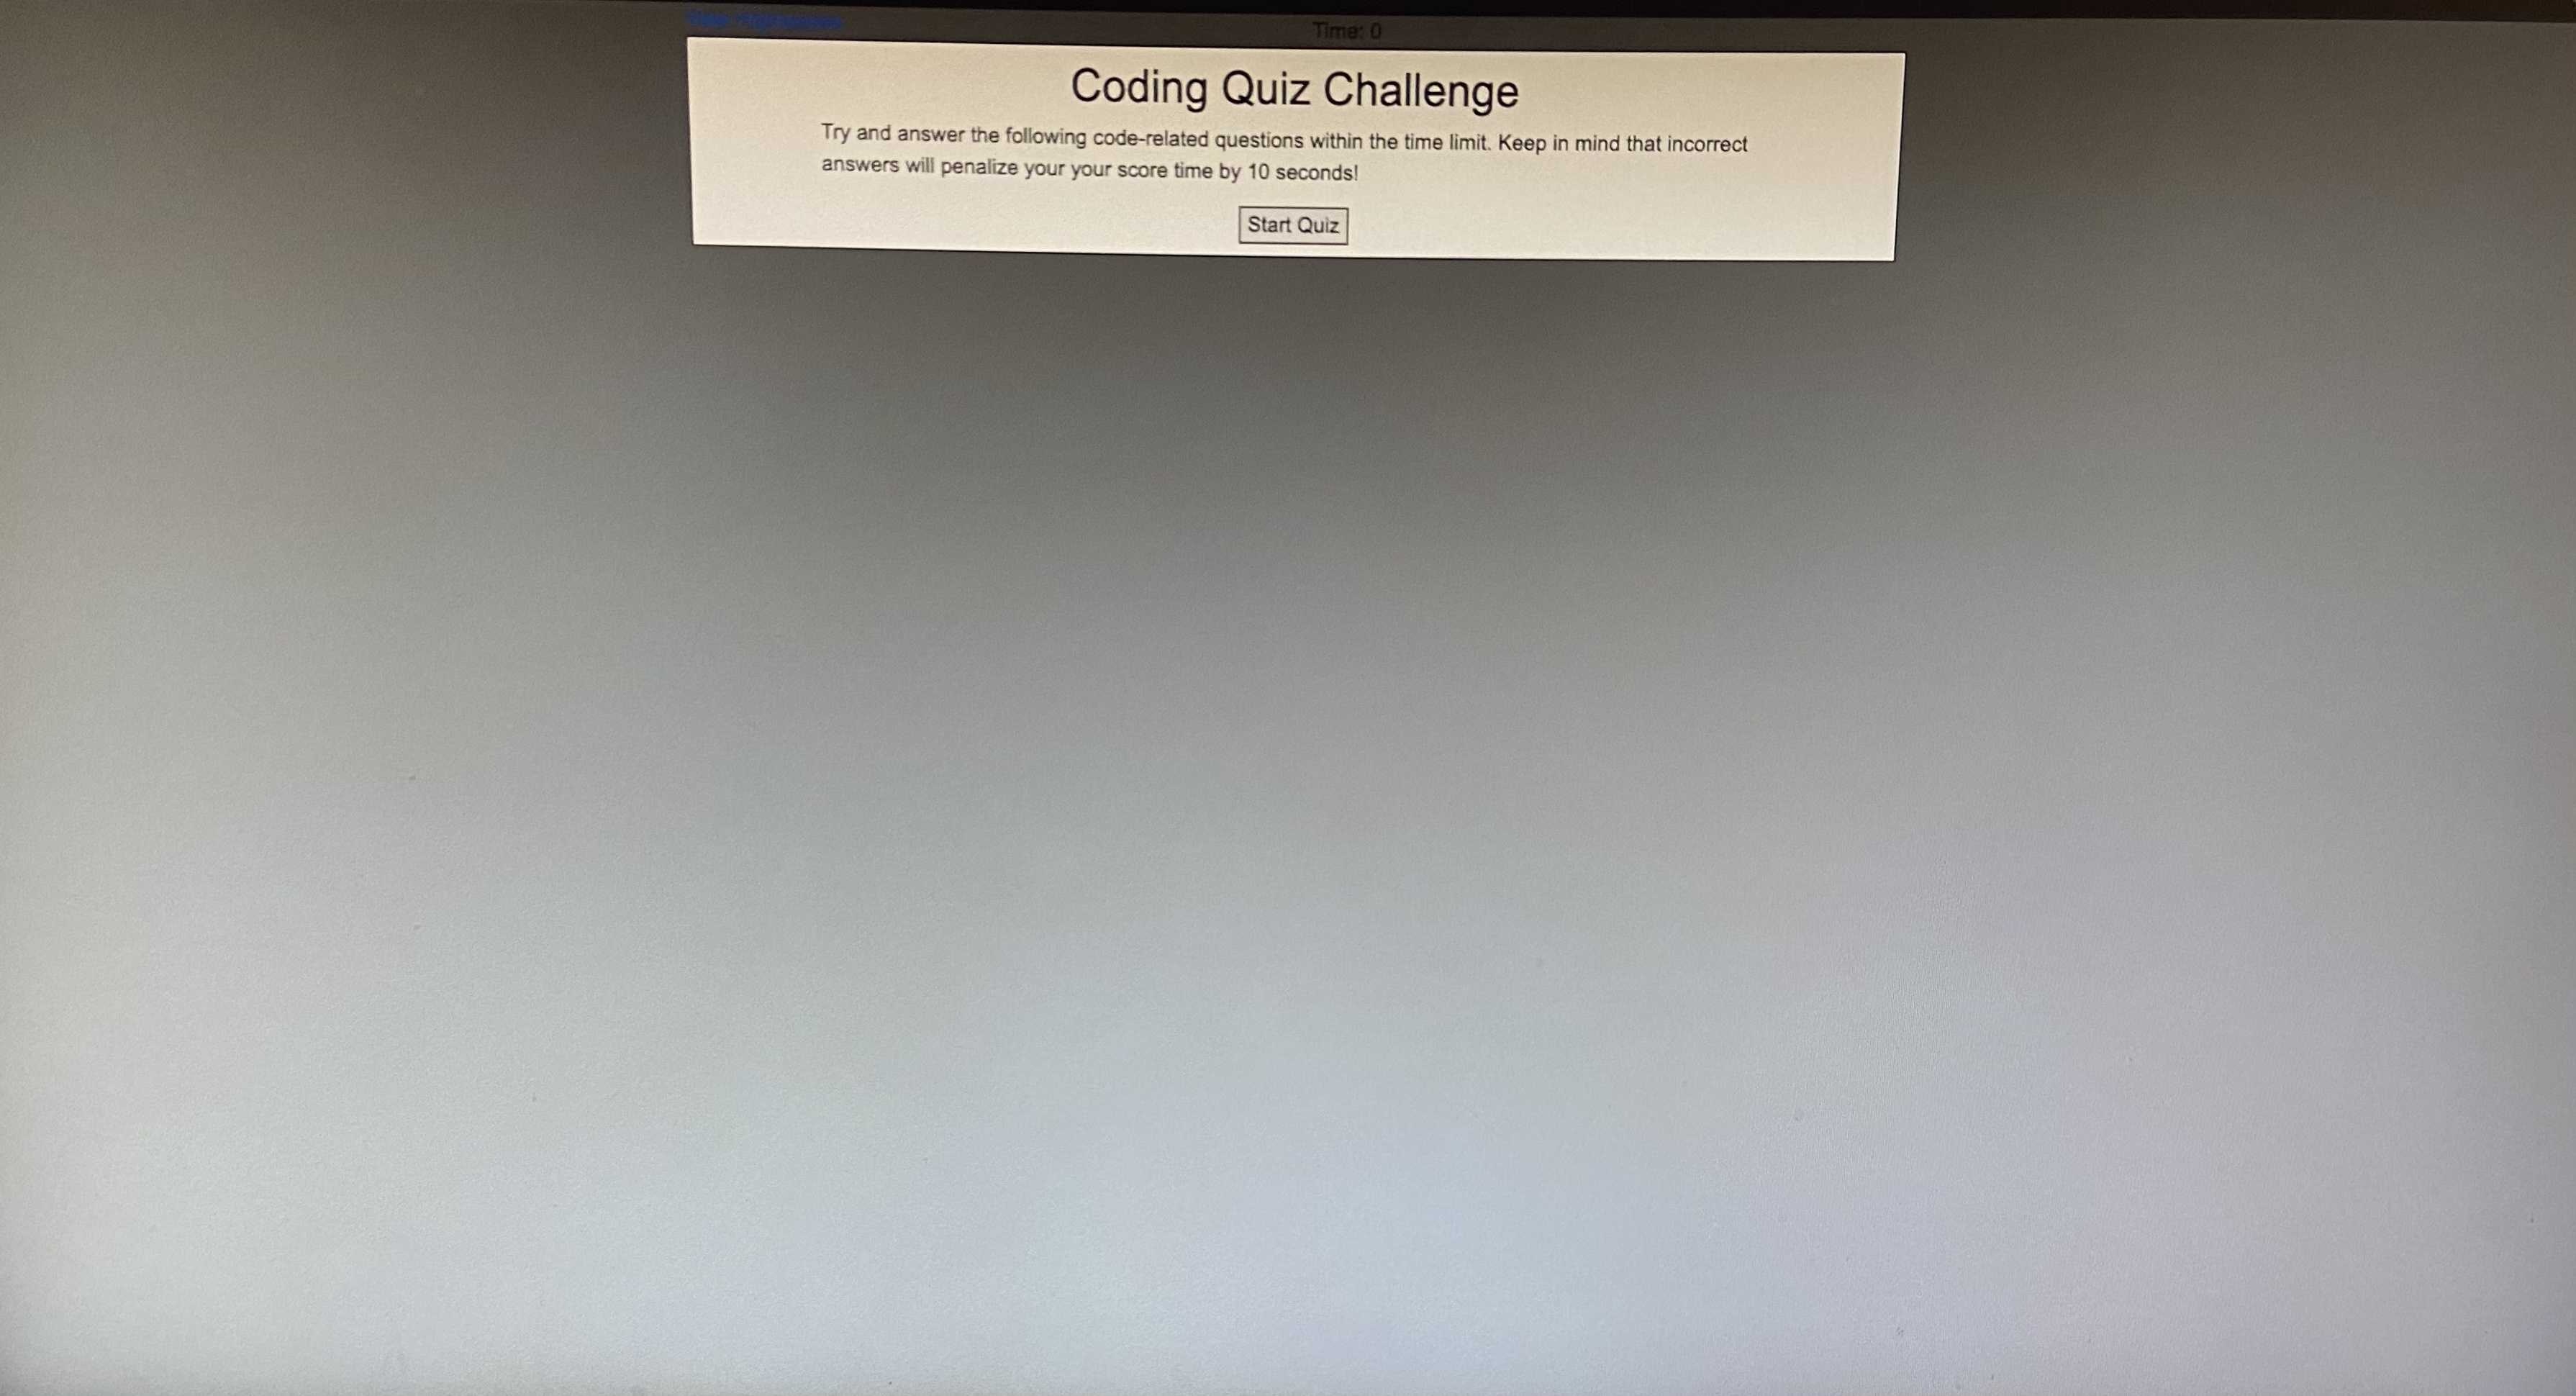 Time: 0
Coding Quiz Challenge
Try and answer the following code-related questions within the time limit. Keep in mind that incorrect
answers will penalize your your score time by 10 seconds!
Start Quiz